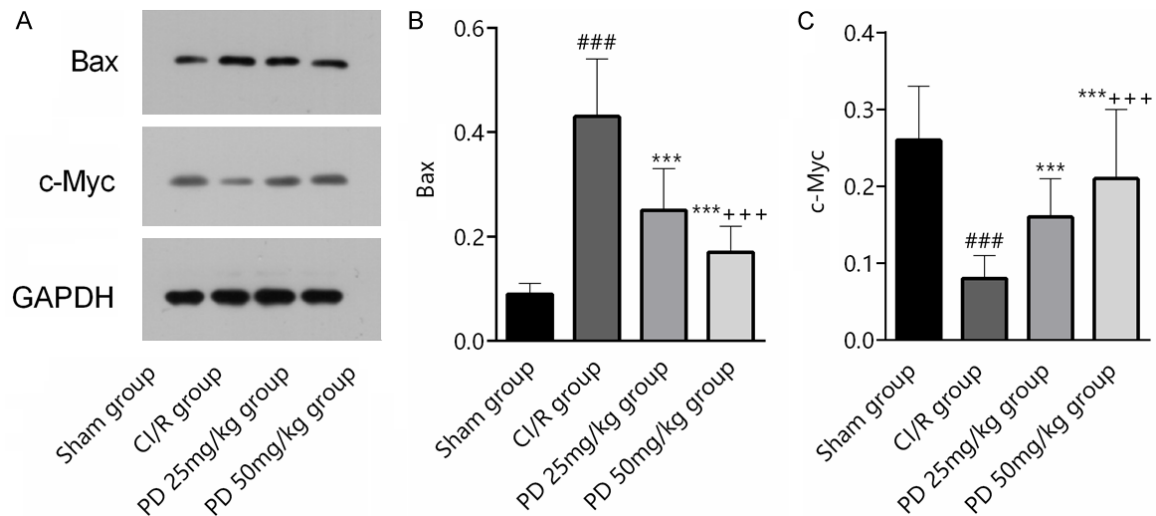 A
Bax
c-Myc
GAPDH
Sham group
CI/R group
PD 25mg/kg group
PD 50mg/kg group
B
Bax
0.6
0.4
0.2
0.0
###
***
***+++
Sham group
CI/R group
PD 25mg/kg group
PD 50mg/kg group
C
c-Myc
0.4
0.3
0.2
0.1
0.0
###
***
***+++
Sham group
CI/R group
PD 25mg/kg group
PD 50mg/kg group